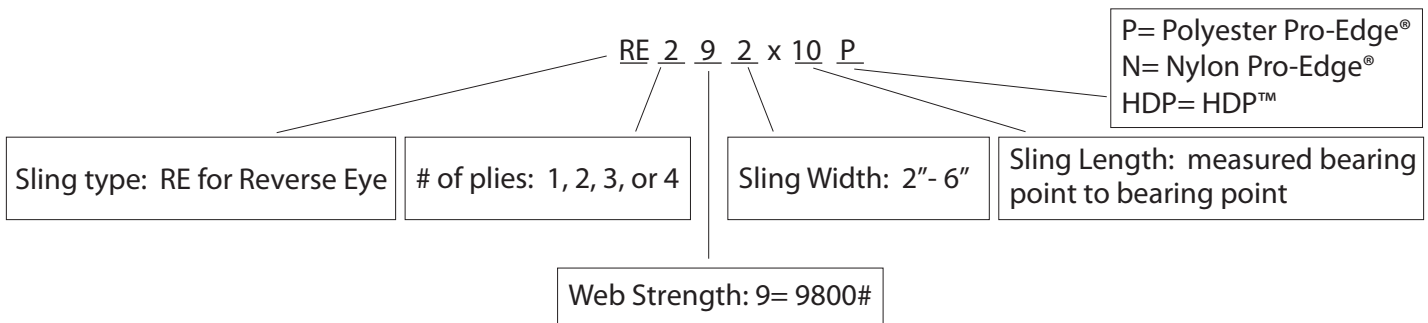 RE 2 9 2 x 10 P
P= Polyester Pro-Edge®
N= Nylon Pro-Edge®
HDP= HDP™
Sling type: RE for Reverse Eye
# of plies: 1, 2, 3, or 4
Sling Width: 2”- 6”
Sling Length: measured bearing
point to bearing point
Web Strength: 9= 9800#